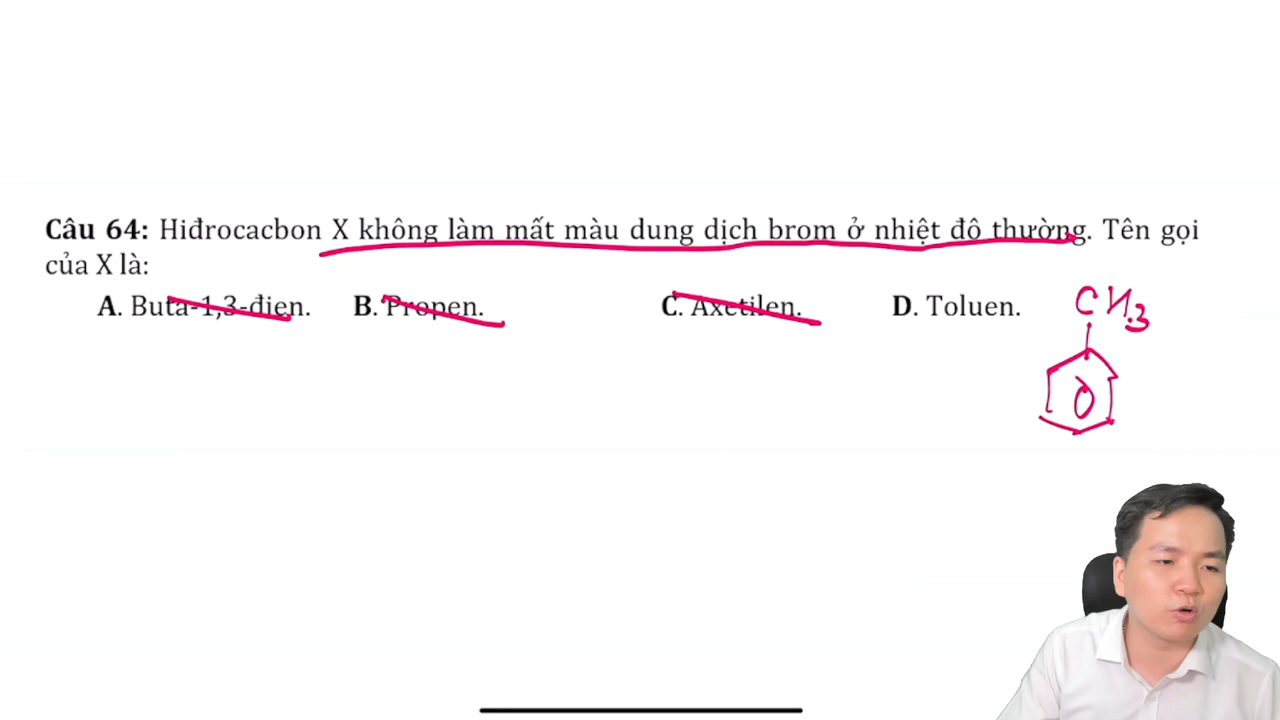 Câu 64: Hiđrocacbon X không làm mất màu dung dịch brom ở nhiệt độ thường. Tên gọi
của X là:
A. Buta-1,3-đien. B. Propen. C. Axetilen. D. Toluen.
CH3